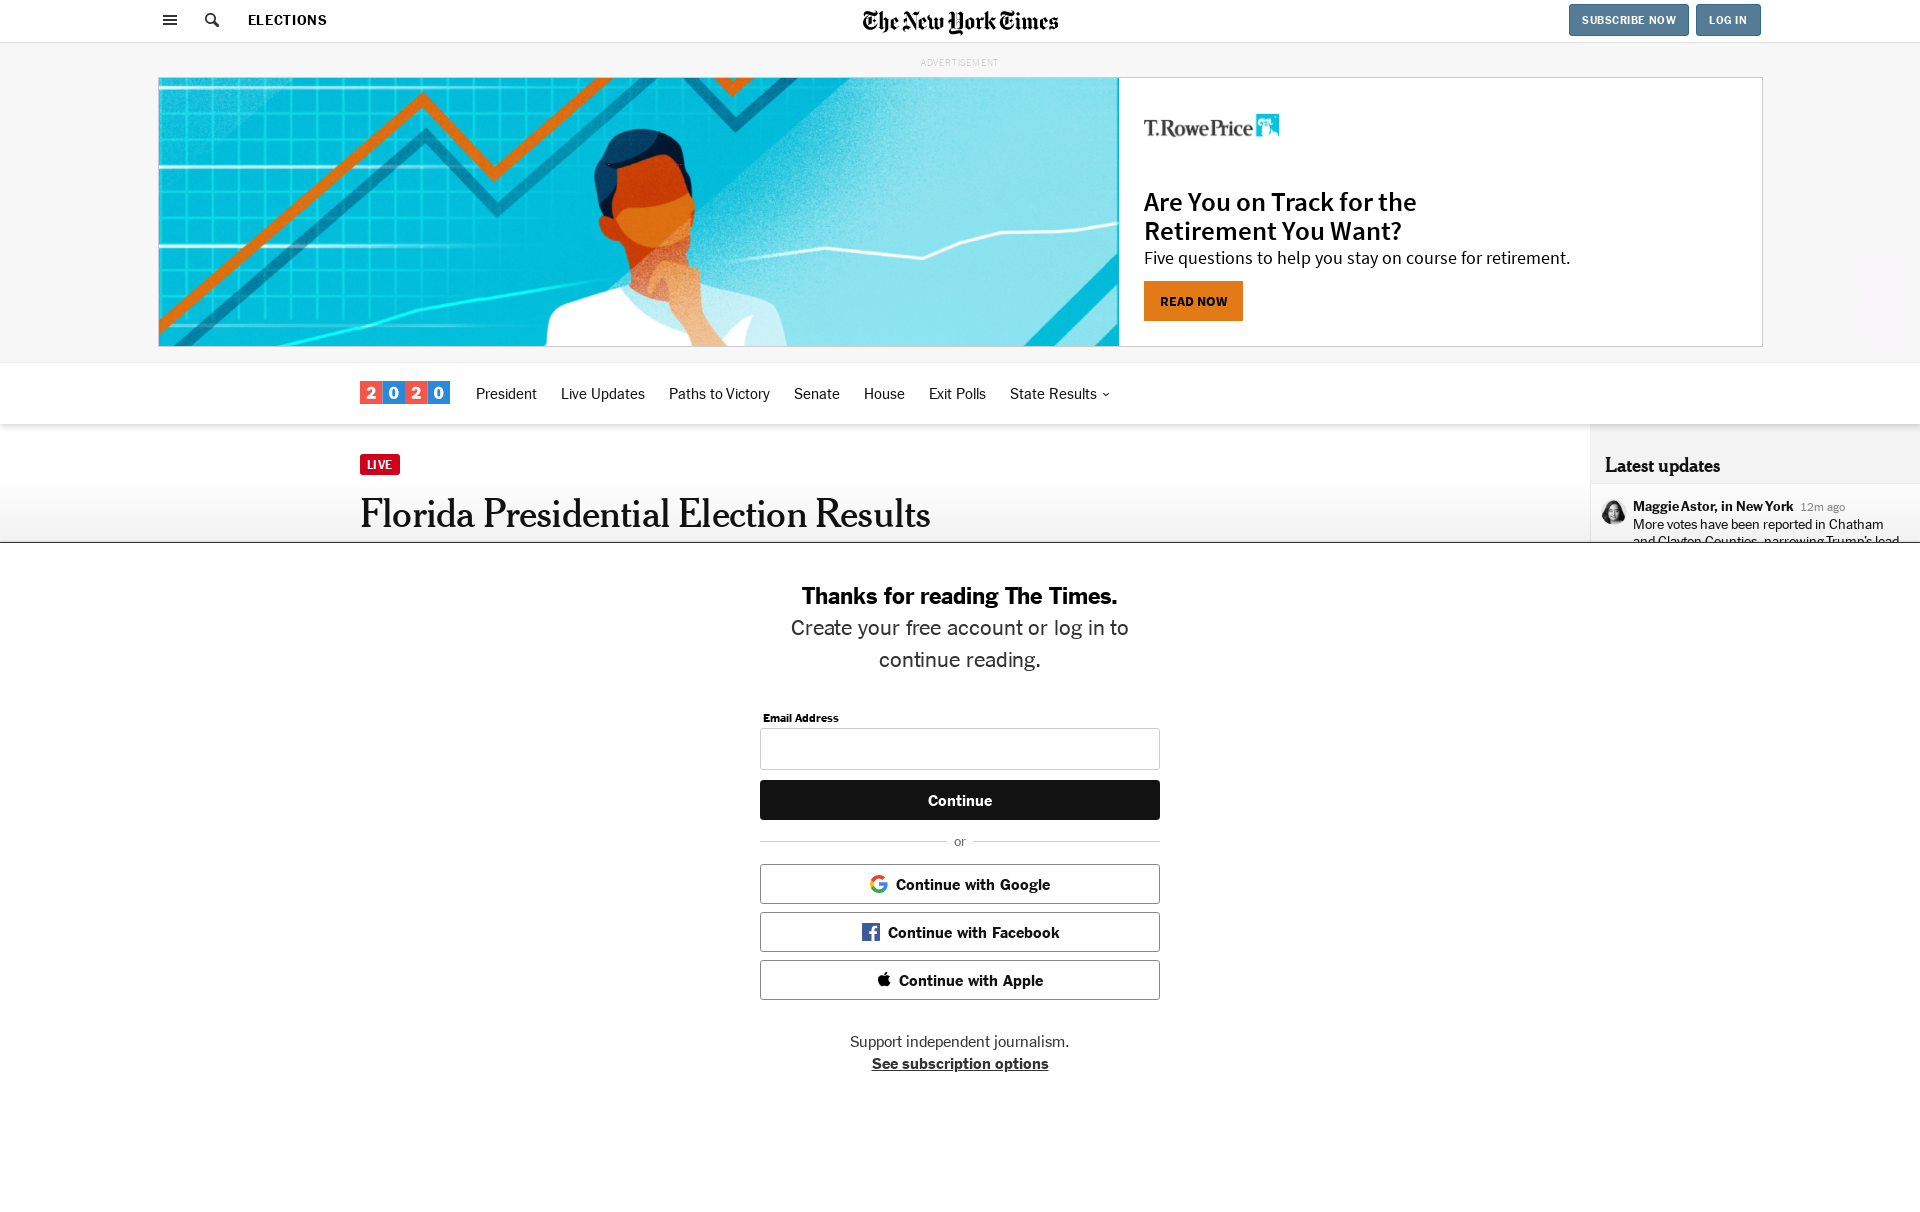 ELECTIONS
The New York Times
SUBSCRIBE NOW
LOG IN
ADVERTISEMENT
T.RowePrice
Are You on Track for the
Retirement You Want?
Five questions to help you stay on course for retirement.
READ NOW
2020
President
Live Updates
Paths to Victory
Senate
House
Exit Polls
State Results
LIVE
Florida Presidential Election Results
Latest updates
Maggie Astor, in New York 12m ago
More votes have been reported in Chatham
and Clayton Counties, narrowing Trump's lead
Thanks for reading The Times.
Create your free account or log in to
continue reading.
Email Address
Continue
or
Continue with Google
Continue with Facebook
Continue with Apple
Support independent journalism.
See subscription options